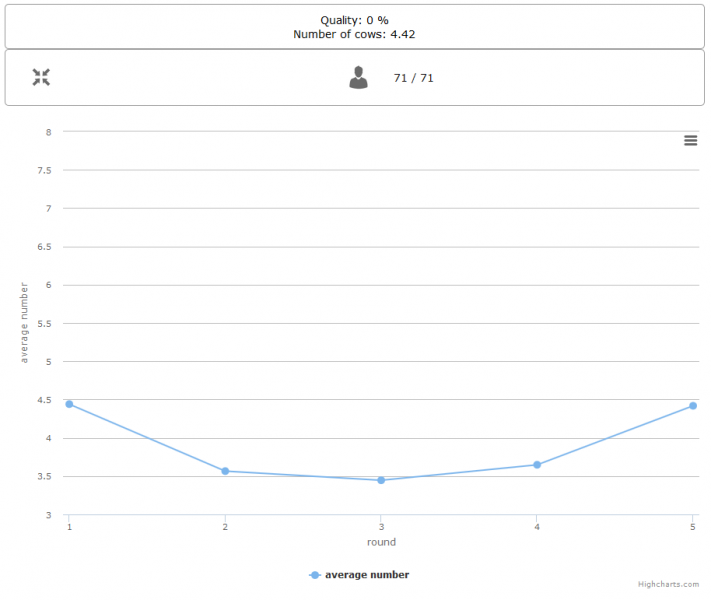 Quality: 0 %
Number of cows: 4.42
71 / 71
8
7.5
7
6.5
6
5.5
5
4.5
4
3.5
3
average number
1 2 3 4 5
round
average number
Highcharts.com